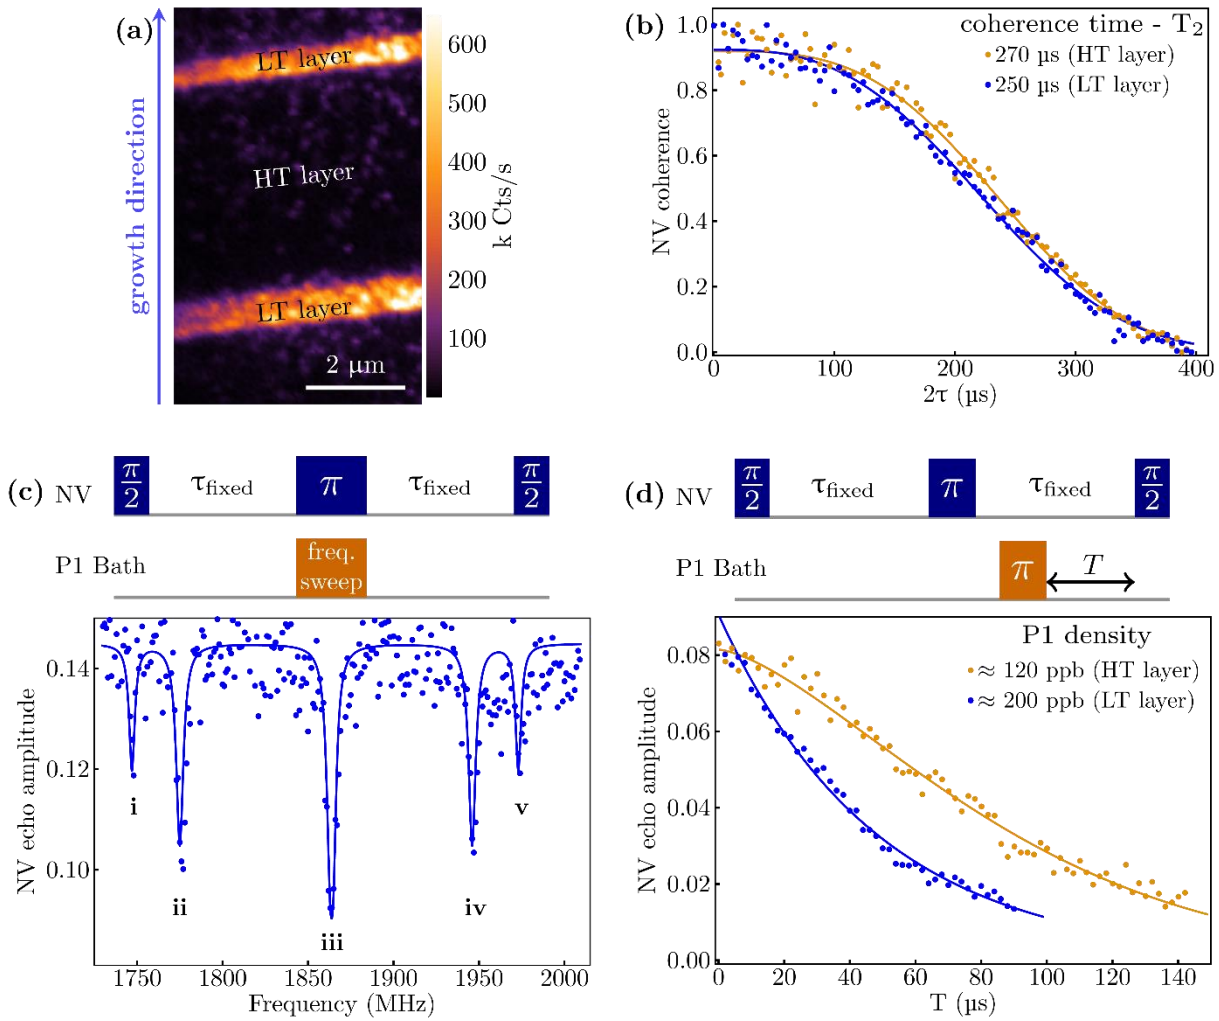 (a)
growth direction
LT layer
HT layer
LT layer
2 µm
600
500
400
300
200
100
k Cts/s
(b)
coherence time - T2
270 µs (HT layer)
250 µs (LT layer)
NV coherence
1.0
0.8
0.6
0.4
0.2
0.0
0 100 200 300 400
2τ (µs)
(c)
NV
π/2 τfixed π τfixed π/2
P1 Bath
freq.
sweep
NV echo amplitude
0.14
0.12
0.10
i
ii
iii
iv
v
1750 1800 1850 1900 1950 2000
Frequency (MHz)
(d)
NV
π/2 τfixed π τfixed π/2
P1 Bath
π T
P1 density
≈ 120 ppb (HT layer)
≈ 200 ppb (LT layer)
NV echo amplitude
0.08
0.06
0.04
0.02
0.00
0 20 40 60 80 100 120 140
T (µs)